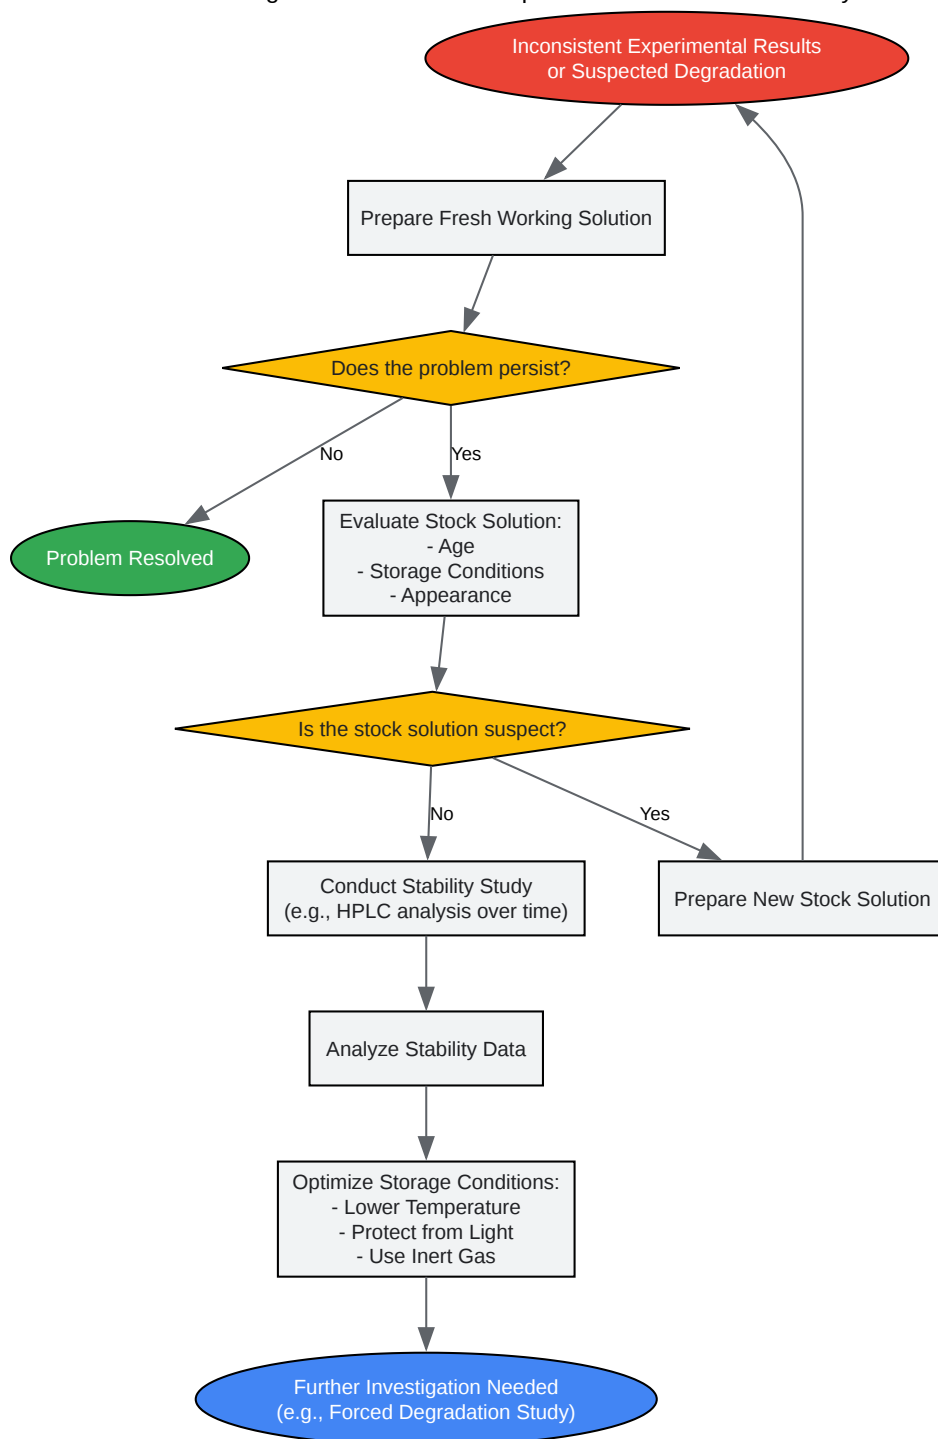 Inconsistent Experimental Results
or Suspected Degradation
Prepare Fresh Working Solution
Does the problem persist?
No
Yes
Problem Resolved
Evaluate Stock Solution:
- Age
- Storage Conditions
- Appearance
Is the stock solution suspect?
No
Yes
Conduct Stability Study
(e.g., HPLC analysis over time)
Prepare New Stock Solution
Analyze Stability Data
Optimize Storage Conditions:
- Lower Temperature
- Protect from Light
- Use Inert Gas
Further Investigation Needed
(e.g., Forced Degradation Study)